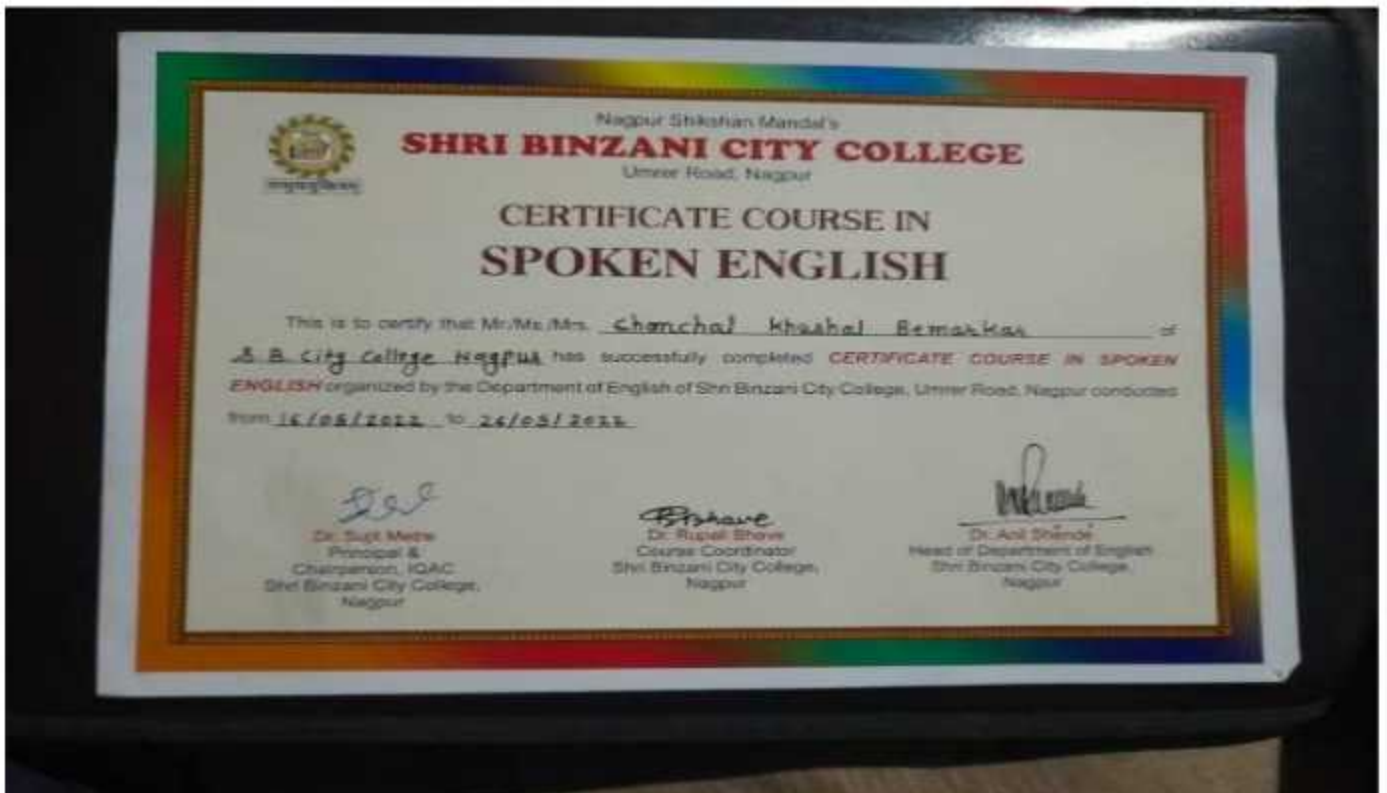 Nagpur Shikshan Mandal's
SHRI BINZANI CITY COLLEGE
Umrer Road, Nagpur
CERTIFICATE COURSE IN
SPOKEN ENGLISH
This is to certify that Mr./Ms./Mrs. Chanchal Khushal Bemarkar of
S B City College Nagpur has successfully completed CERTIFICATE COURSE IN SPOKEN
ENGLISH organized by the Department of English of Shri Binzani City College, Umrer Road, Nagpur conducted
from 16/05/2022 to 26/05/2022
Dr. Sujit Metre
Principal &
Chairperson, IQAC
Shri Binzani City College,
Nagpur
Dr. Rupali Bhave
Course Coordinator
Shri Binzani City College,
Nagpur
Dr. Anil Shende
Head of Department of English
Shri Binzani City College
Nagpur